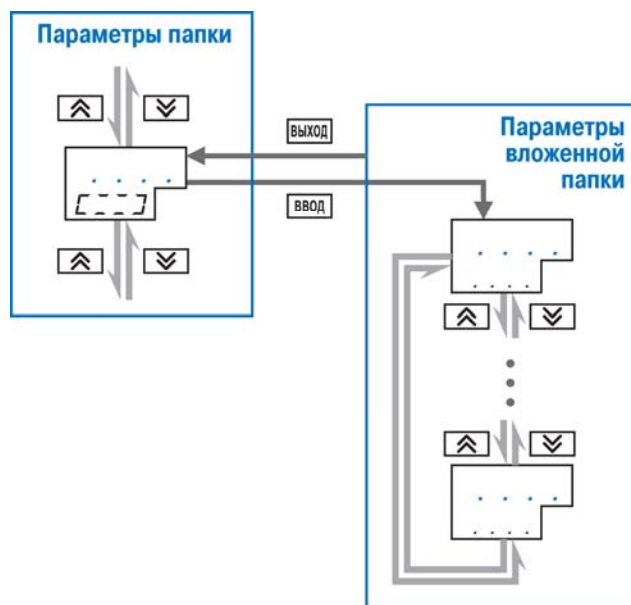 Параметры папки
ВЫХОД
ВВОД
Параметры
вложенной
папки